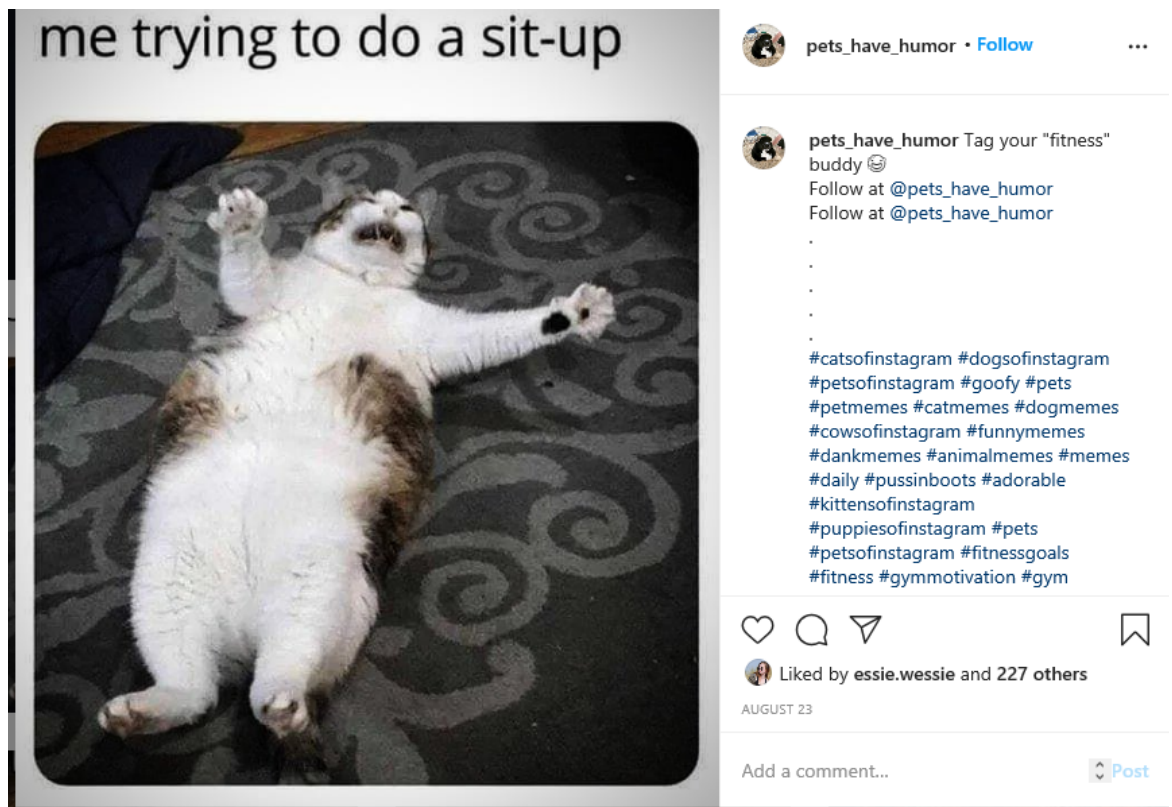 me trying to do a sit-up
pets_have_humor • Follow
pets_have_humor Tag your "fitness"
buddy 😂
Follow at @pets_have_humor
Follow at @pets_have_humor
.
.
.
.
.
#catsofinstagram #dogsofinstagram
#petsofinstagram #goofy #pets
#petmemes #catmemes #dogmemes
#cowsofinstagram #funnymemes
#dankmemes #animalmemes #memes
#daily #pussinboots #adorable
#kittensofinstagram
#puppiesofinstagram #pets
#petsofinstagram #fitnessgoals
#fitness #gymmotivation #gym
Liked by essie.wessie and 227 others
AUGUST 23
Add a comment...
Post